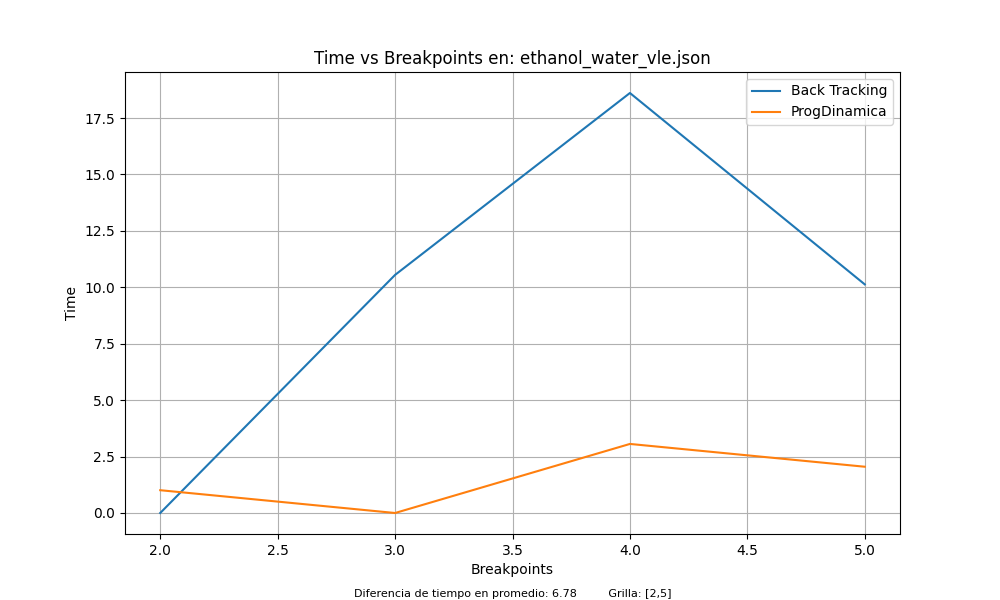 Time vs Breakpoints en: ethanol_water_vle.json
Back Tracking
ProgDinamica
17.5
15.0
12.5
10.0
7.5
5.0
2.5
0.0
Time
2.0 2.5 3.0 3.5 4.0 4.5 5.0
Breakpoints
Diferencia de tiempo en promedio: 6.78 Grilla: [2,5]